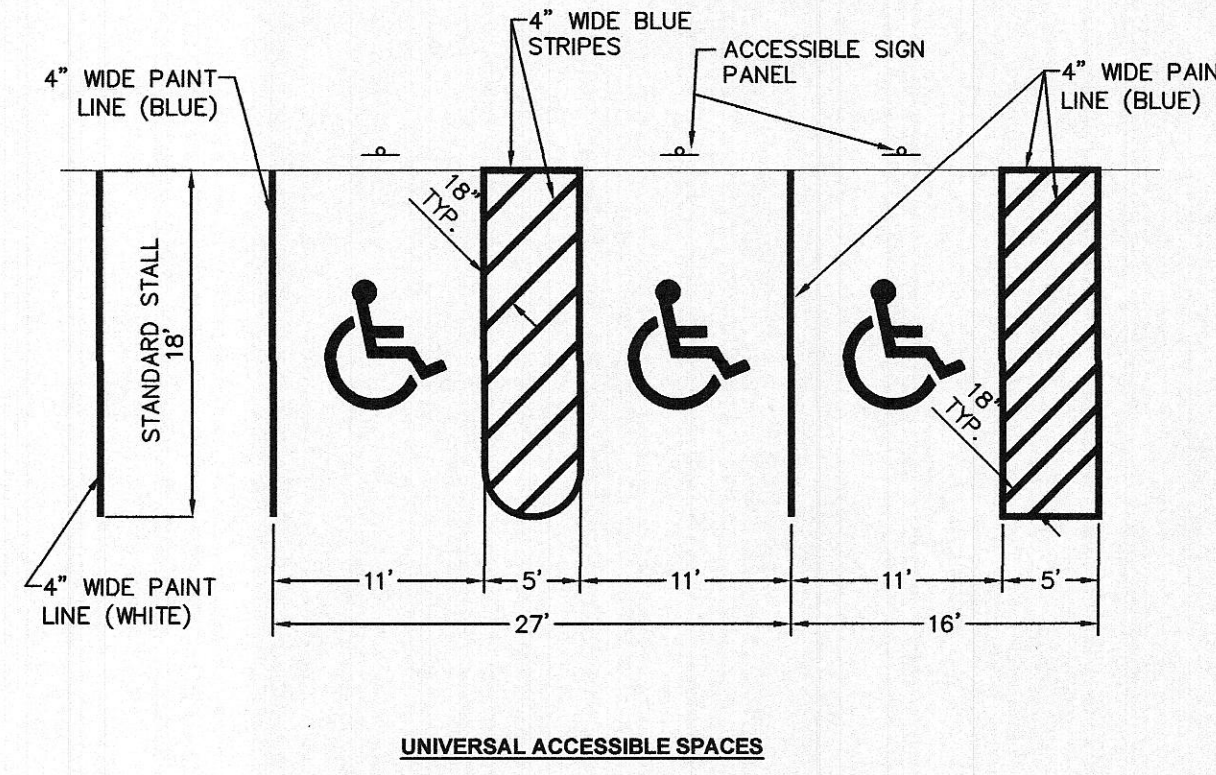 4" WIDE BLUE
STRIPES
ACCESSIBLE SIGN
PANEL
4" WIDE PAINT
LINE (BLUE)
4" WIDE PAIN
LINE (BLUE)
18"
TYP.
STANDARD STALL
18'
18"
TYP.
4" WIDE PAINT
LINE (WHITE)
11'
5'
11'
11'
5'
27'
16'
UNIVERSAL ACCESSIBLE SPACES